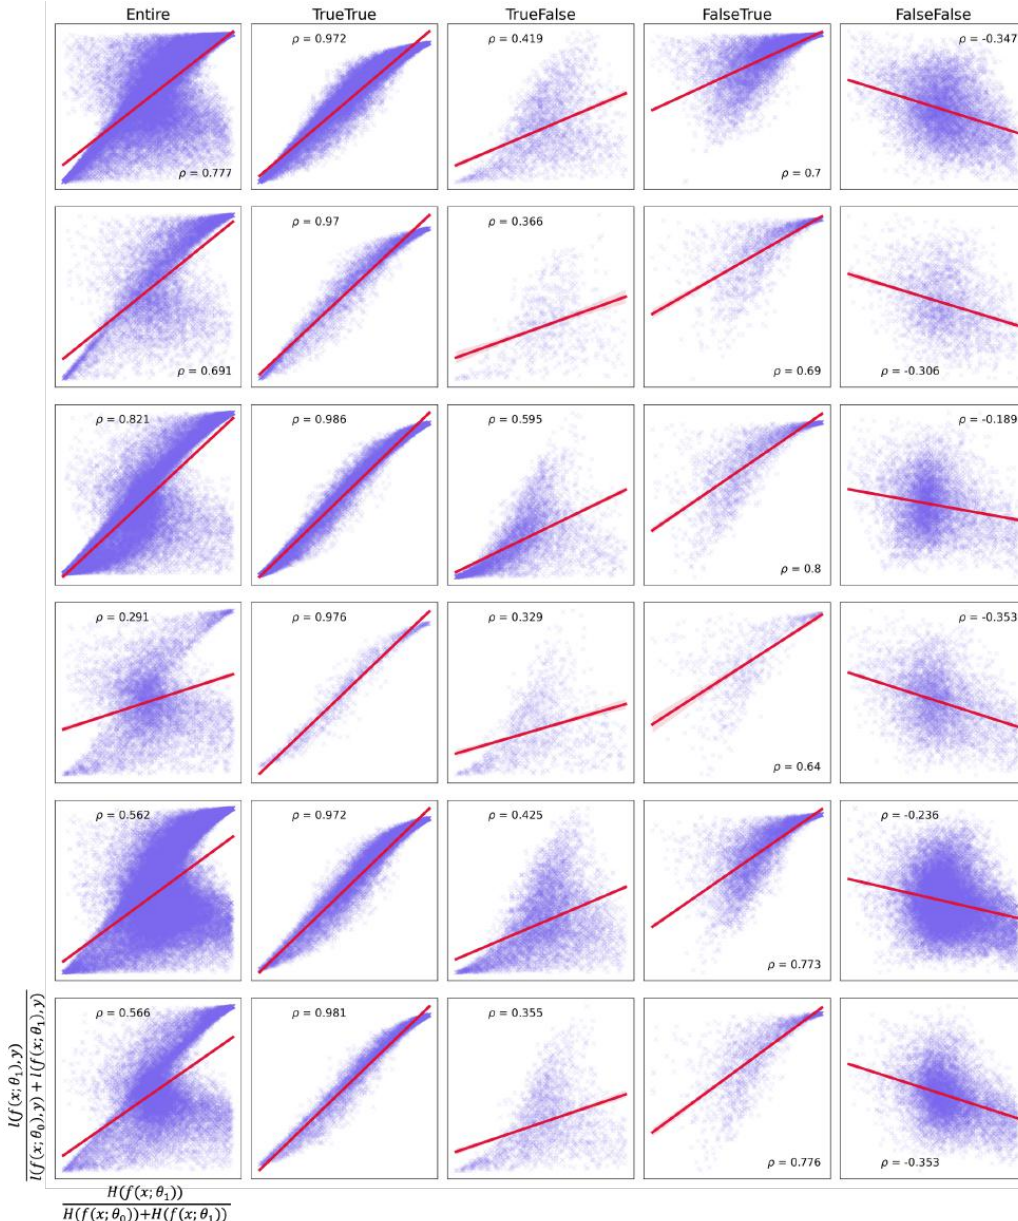 Entire TrueTrue TrueFalse FalseTrue FalseFalse
ρ = 0.777 ρ = 0.972 ρ = 0.419 ρ = 0.7 ρ = -0.347
ρ = 0.691 ρ = 0.97 ρ = 0.366 ρ = 0.69 ρ = -0.306
ρ = 0.821 ρ = 0.986 ρ = 0.595 ρ = 0.8 ρ = -0.189
ρ = 0.291 ρ = 0.976 ρ = 0.329 ρ = 0.64 ρ = -0.353
ρ = 0.562 ρ = 0.972 ρ = 0.425 ρ = 0.773 ρ = -0.236
ρ = 0.566 ρ = 0.981 ρ = 0.355 ρ = 0.776 ρ = -0.353
l(f(x;θ₁),y)
l(f(x;θ₀),y) + l(f(x;θ₁),y)
H(f(x;θ₁))
H(f(x;θ₀))+H(f(x;θ₁))